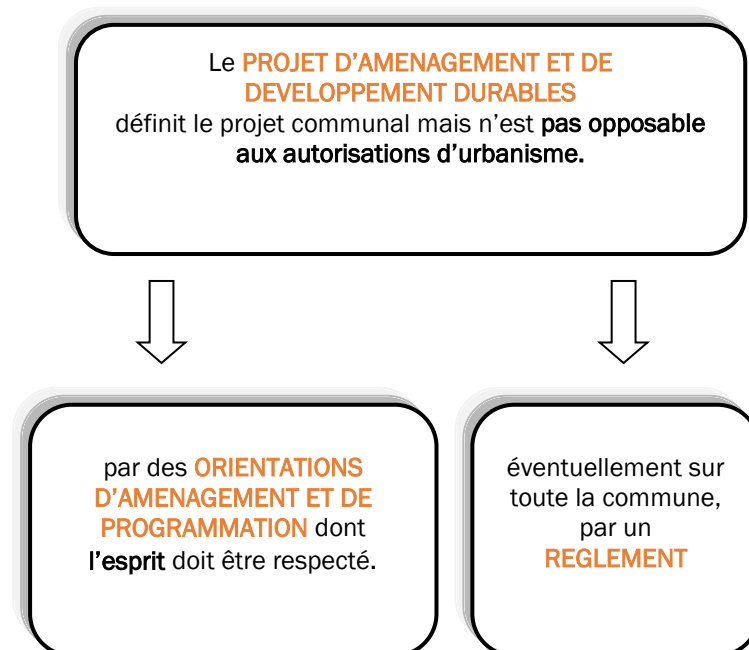 Le PROJET D'AMENAGEMENT ET DE
DEVELOPPEMENT DURABLES
définit le projet communal mais n'est pas opposable
aux autorisations d'urbanisme.
par des ORIENTATIONS
D'AMENAGEMENT ET DE
PROGRAMMATION dont
l'esprit doit être respecté.
éventuellement sur
toute la commune,
par un
REGLEMENT